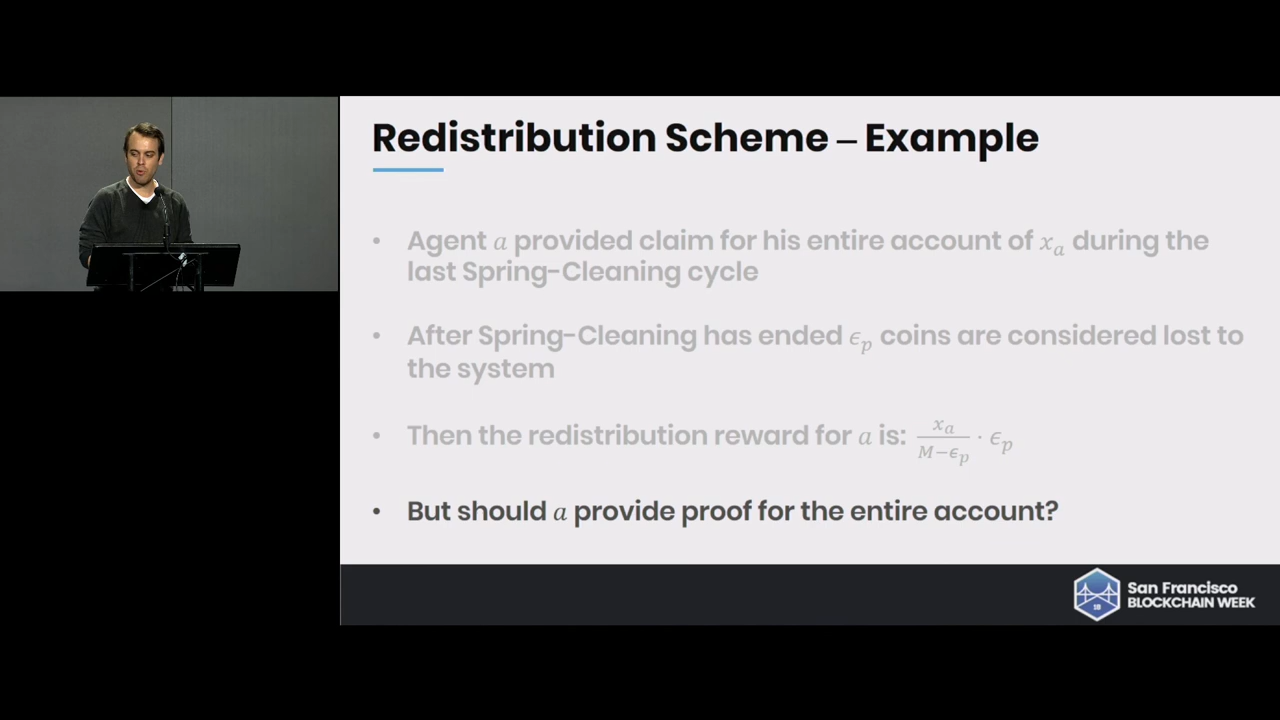 Redistribution Scheme – Example
• Agent a provided claim for his entire account of xₐ during the
last Spring-Cleaning cycle
• After Spring-Cleaning has ended ϵₚ coins are considered lost to
the system
• Then the redistribution reward for a is: xₐ/(M−ϵₚ) · ϵₚ
• But should a provide proof for the entire account?
San Francisco
BLOCKCHAIN WEEK
18